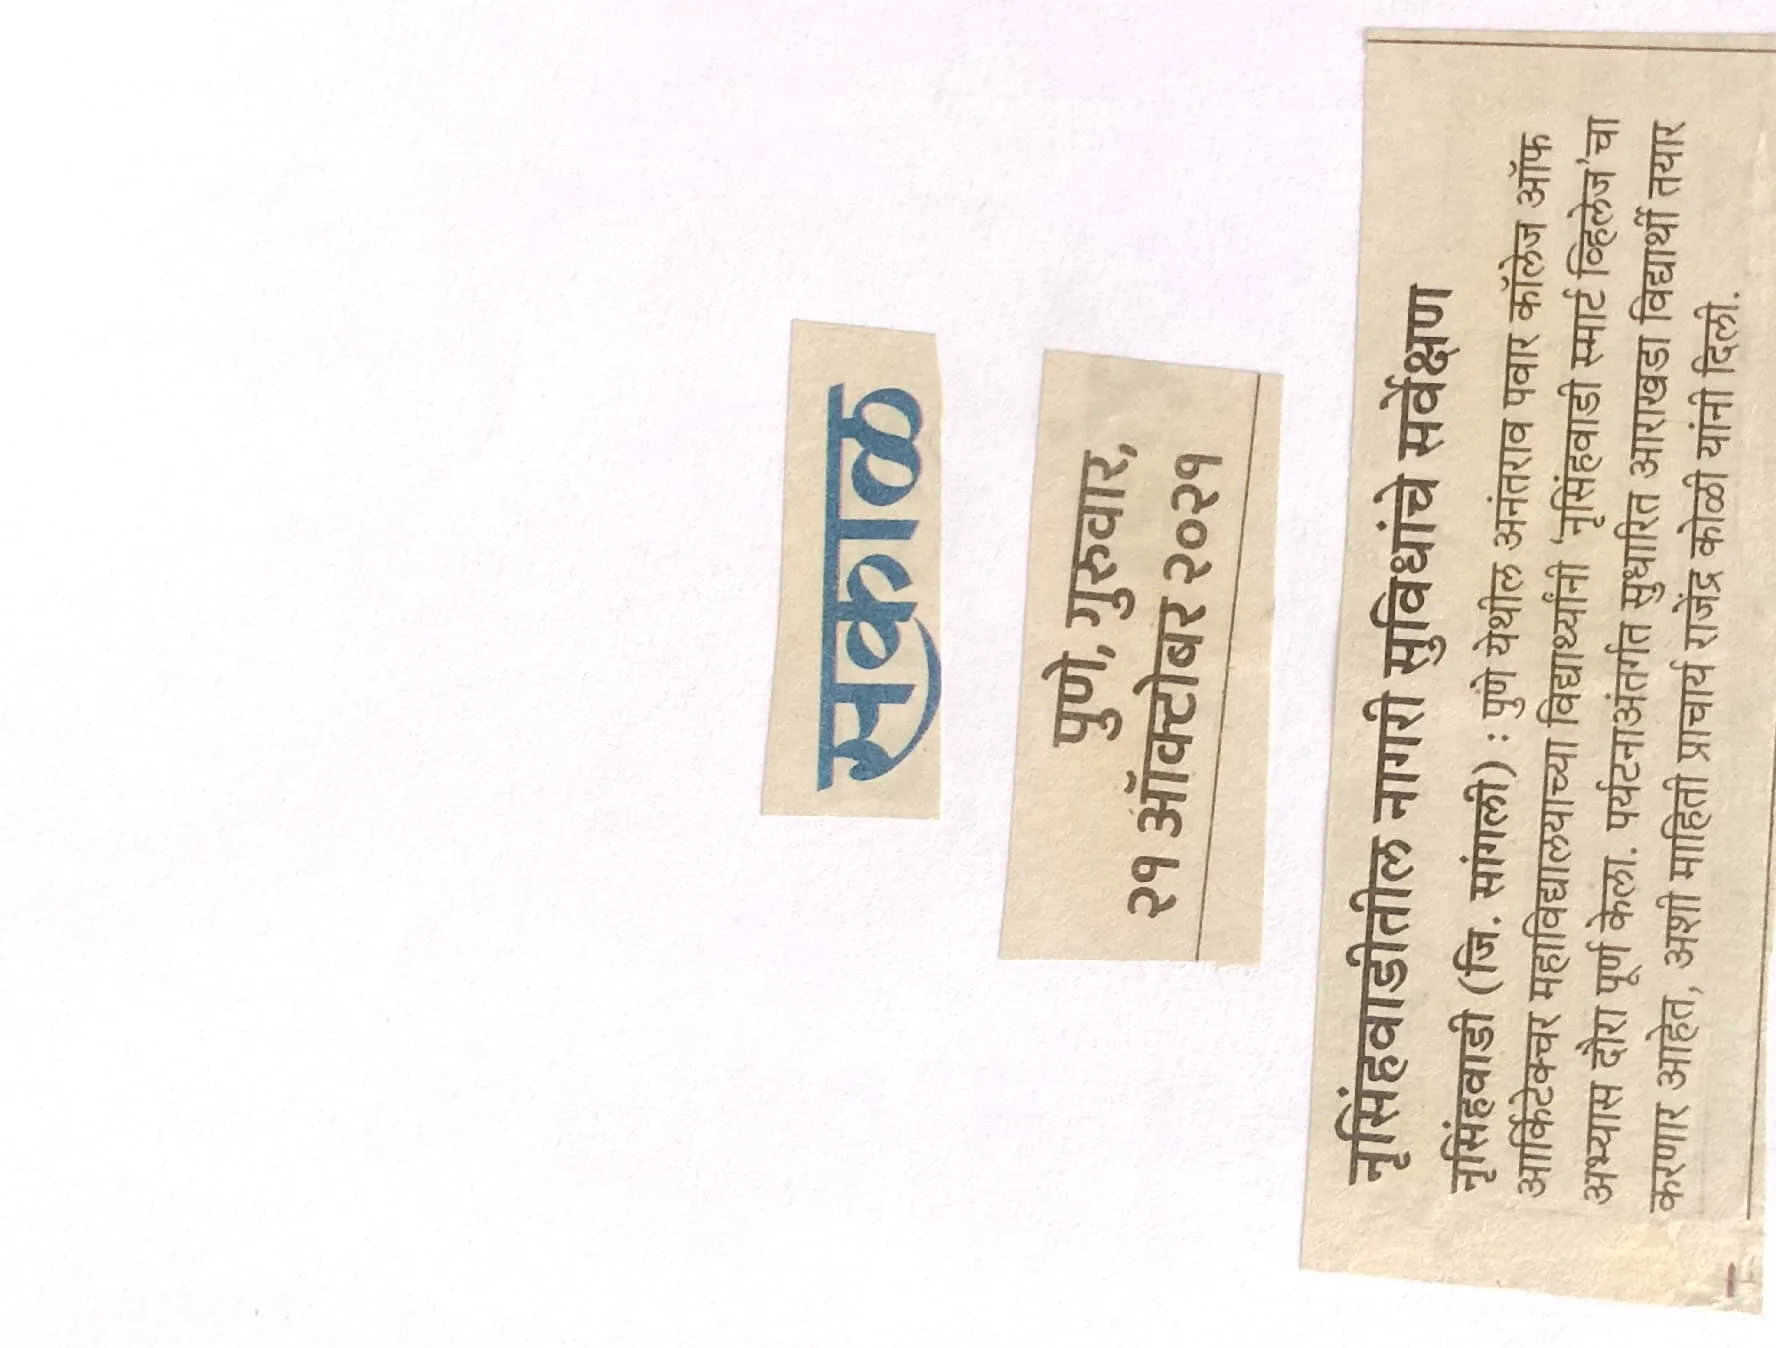 सकाळ
पुणे, गुरुवार,
२१ ऑक्टोबर २०२१
नृसिंहवाडीतील नागरी सुविधांचे सर्वेक्षण
नृसिंहवाडी (जि. सांगली) : पुणे येथील अनंतराव पवार कॉलेज ऑफ
आर्किटेक्चर महाविद्यालयाच्या विद्यार्थ्यांनी ‘नृसिंहवाडी स्मार्ट व्हिलेज’चा
अभ्यास दौरा पूर्ण केला. पर्यटनाअंतर्गत सुधारित आराखडा विद्यार्थी तयार
करणार आहेत, अशी माहिती प्राचार्य राजेंद्र कोळी यांनी दिली.